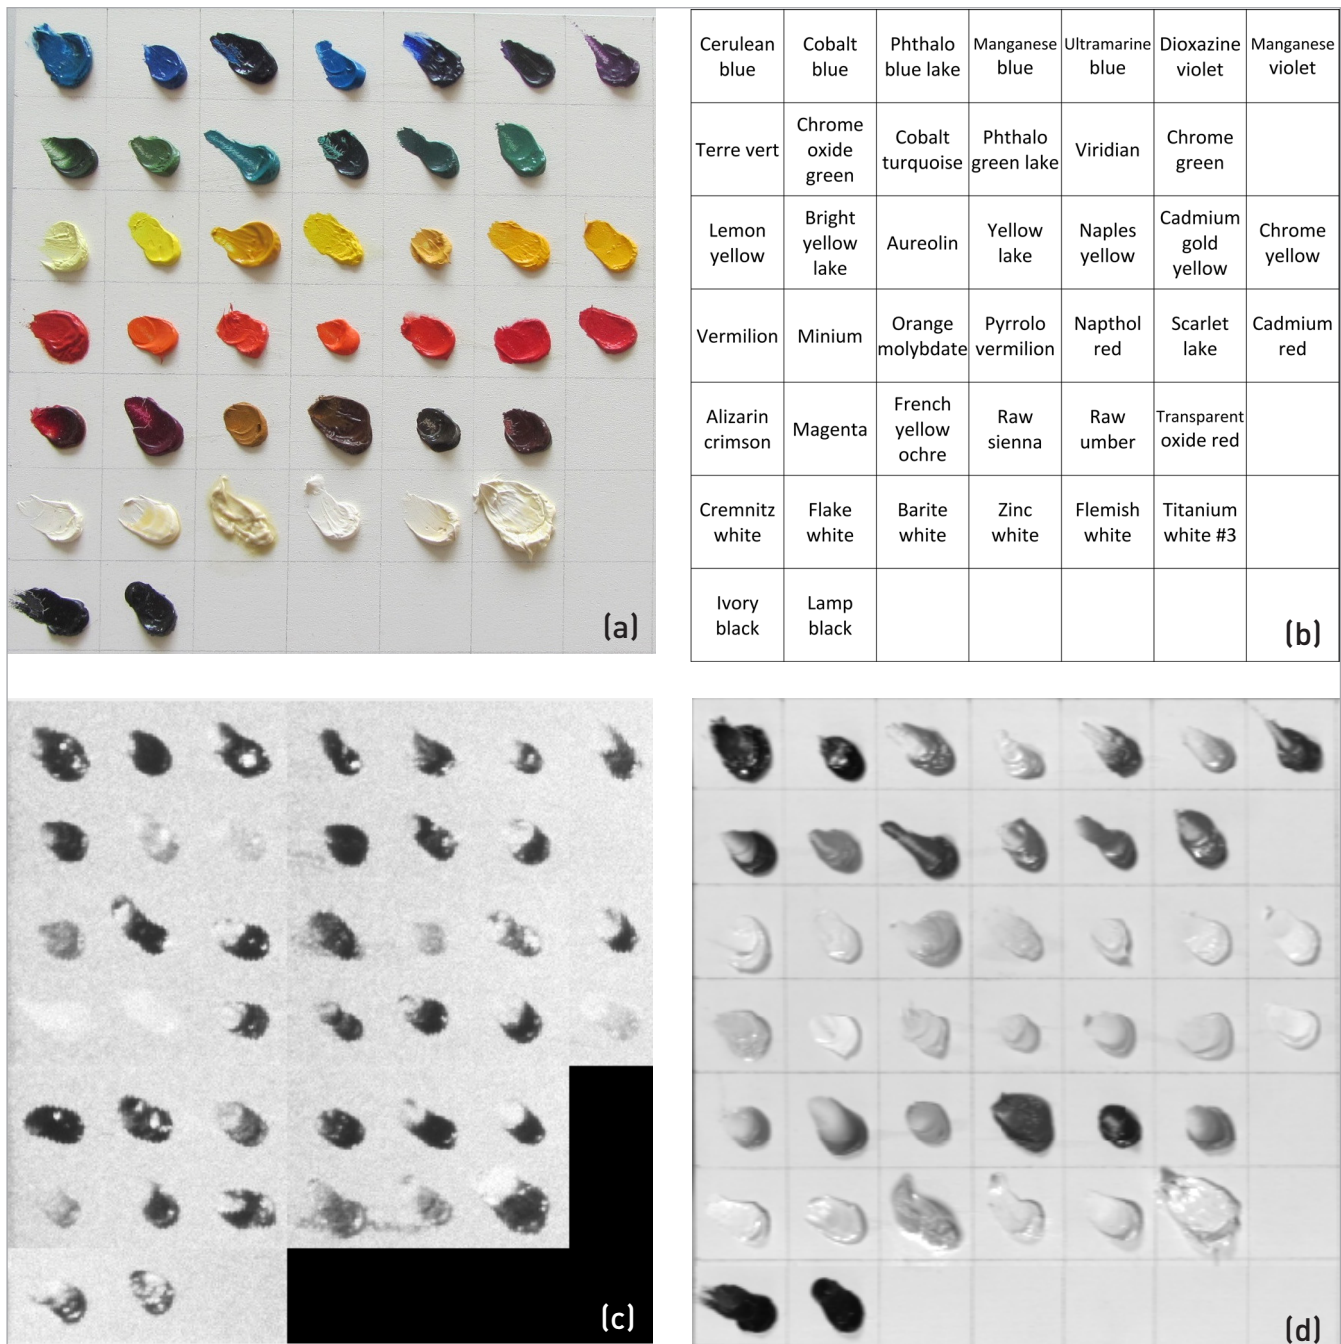 Cerulean
blue
Cobalt
blue
Phthalo
blue lake
Manganese
blue
Ultramarine
blue
Dioxazine
violet
Manganese
violet
Terre vert
Chrome
oxide
green
Cobalt
turquoise
Phthalo
green lake
Viridian
Chrome
green
Lemon
yellow
Bright
yellow
lake
Aureolin
Yellow
lake
Naples
yellow
Cadmium
gold
yellow
Chrome
yellow
Vermilion
Minium
Orange
molybdate
Pyrrolo
vermilion
Napthol
red
Scarlet
lake
Cadmium
red
Alizarin
crimson
Magenta
French
yellow
ochre
Raw
sienna
Raw
umber
Transparent
oxide red
Cremnitz
white
Flake
white
Barite
white
Zinc
white
Flemish
white
Titanium
white #3
Ivory
black
Lamp
black
(a)
(b)
(c)
(d)